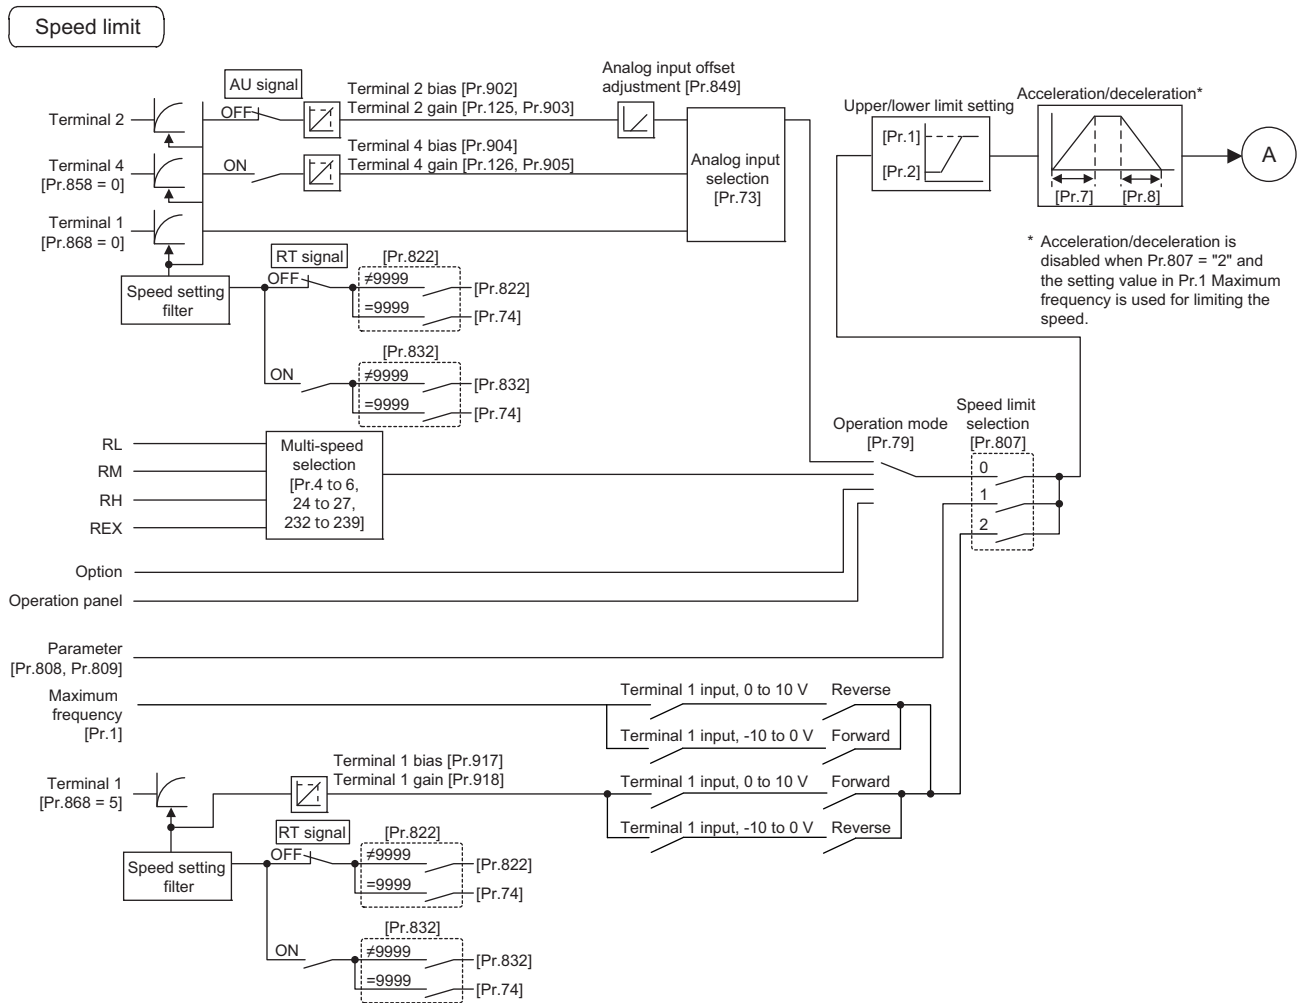 Speed limit
Terminal 2
Terminal 4
[Pr.858 = 0]
Terminal 1
[Pr.868 = 0]
AU signal
OFF
ON
Terminal 2 bias [Pr.902]
Terminal 2 gain [Pr.125, Pr.903]
Terminal 4 bias [Pr.904]
Terminal 4 gain [Pr.126, Pr.905]
Analog input offset
adjustment [Pr.849]
Analog input
selection
[Pr.73]
Upper/lower limit setting
[Pr.1]
[Pr.2]
Acceleration/deceleration*
[Pr.7]
[Pr.8]
A
* Acceleration/deceleration is
disabled when Pr.807 = "2" and
the setting value in Pr.1 Maximum
frequency is used for limiting the
speed.
Speed setting
filter
RT signal
OFF
[Pr.822]
≠9999
[Pr.822]
=9999
[Pr.74]
ON
[Pr.832]
≠9999
[Pr.832]
=9999
[Pr.74]
RL
RM
RH
REX
Multi-speed
selection
[Pr.4 to 6,
24 to 27,
232 to 239]
Operation mode
[Pr.79]
Speed limit
selection
[Pr.807]
0
1
2
Option
Operation panel
Parameter
[Pr.808, Pr.809]
Maximum
frequency
[Pr.1]
Terminal 1 input, 0 to 10 V
Reverse
Terminal 1 input, -10 to 0 V
Forward
Terminal 1 input, 0 to 10 V
Forward
Terminal 1 input, -10 to 0 V
Reverse
Terminal 1
[Pr.868 = 5]
Terminal 1 bias [Pr.917]
Terminal 1 gain [Pr.918]
Speed setting
filter
RT signal
OFF
[Pr.822]
≠9999
[Pr.822]
=9999
[Pr.74]
ON
[Pr.832]
≠9999
[Pr.832]
=9999
[Pr.74]